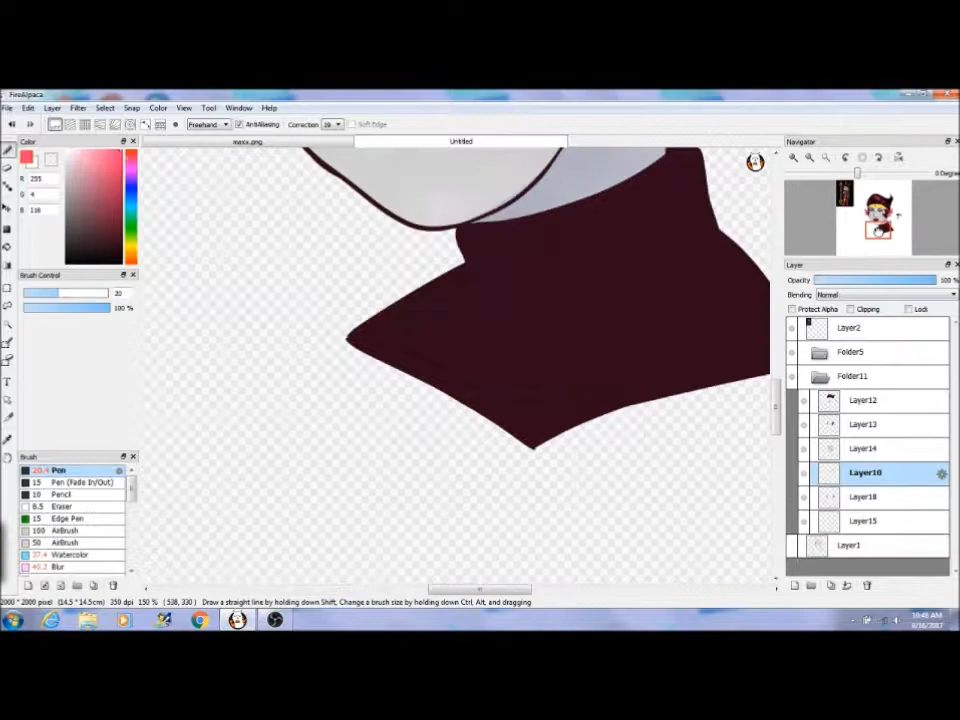 FireAlpaca
File Edit Layer Filter Select Snap Color View Tool Window Help
Freehand AntiAliasing Correction Soft Edge
Color
maxx.png Untitled
Navigator
R 255
G 4
B 116
0 Degree
Brush Control
20
100 %
Layer
Opacity 100 %
Blending Normal
Protect Alpha Clipping Lock
Layer2
Folder5
Folder11
Layer12
Layer13
Layer14
Layer10
Layer18
Layer15
Layer1
Brush
20.4 Pen
15 Pen (Fade In/Out)
10 Pencil
8.5 Eraser
15 Edge Pen
100 AirBrush
50 AirBrush
37.4 Watercolor
40.2 Blur
2000 * 2000 pixel (14.5 * 14.5cm) 350 dpi 150 % ( 538, 330 ) Draw a straight line by holding down Shift, Change a brush size by holding down Ctrl, Alt, and dragging
10:48 AM
9/16/2017